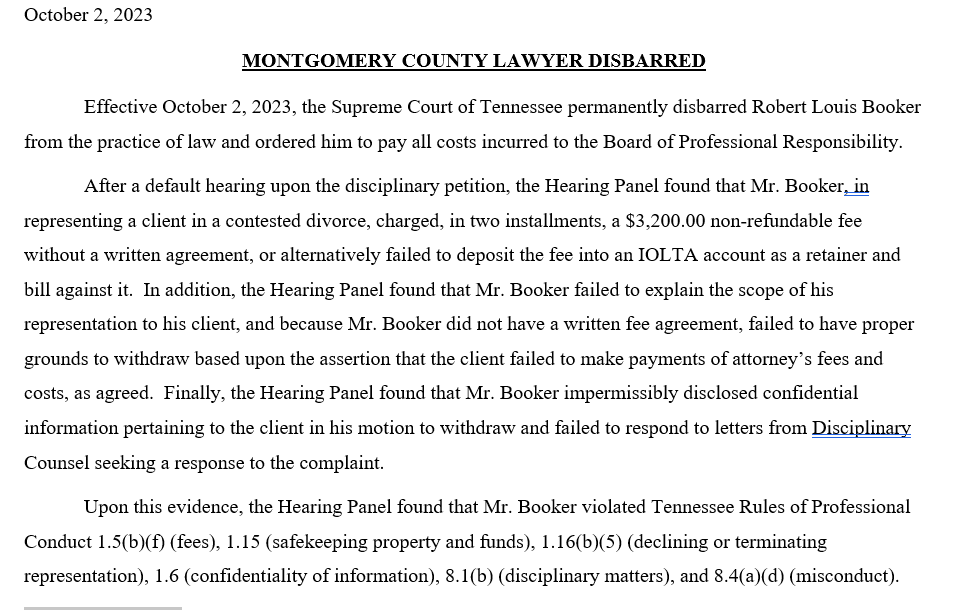 October 2, 2023
MONTGOMERY COUNTY LAWYER DISBARRED
Effective October 2, 2023, the Supreme Court of Tennessee permanently disbarred Robert Louis Booker
from the practice of law and ordered him to pay all costs incurred to the Board of Professional Responsibility.
After a default hearing upon the disciplinary petition, the Hearing Panel found that Mr. Booker, in
representing a client in a contested divorce, charged, in two installments, a $3,200.00 non-refundable fee
without a written agreement, or alternatively failed to deposit the fee into an IOLTA account as a retainer and
bill against it.  In addition, the Hearing Panel found that Mr. Booker failed to explain the scope of his
representation to his client, and because Mr. Booker did not have a written fee agreement, failed to have proper
grounds to withdraw based upon the assertion that the client failed to make payments of attorney’s fees and
costs, as agreed.  Finally, the Hearing Panel found that Mr. Booker impermissibly disclosed confidential
information pertaining to the client in his motion to withdraw and failed to respond to letters from Disciplinary
Counsel seeking a response to the complaint.
Upon this evidence, the Hearing Panel found that Mr. Booker violated Tennessee Rules of Professional
Conduct 1.5(b)(f) (fees), 1.15 (safekeeping property and funds), 1.16(b)(5) (declining or terminating
representation), 1.6 (confidentiality of information), 8.1(b) (disciplinary matters), and 8.4(a)(d) (misconduct).